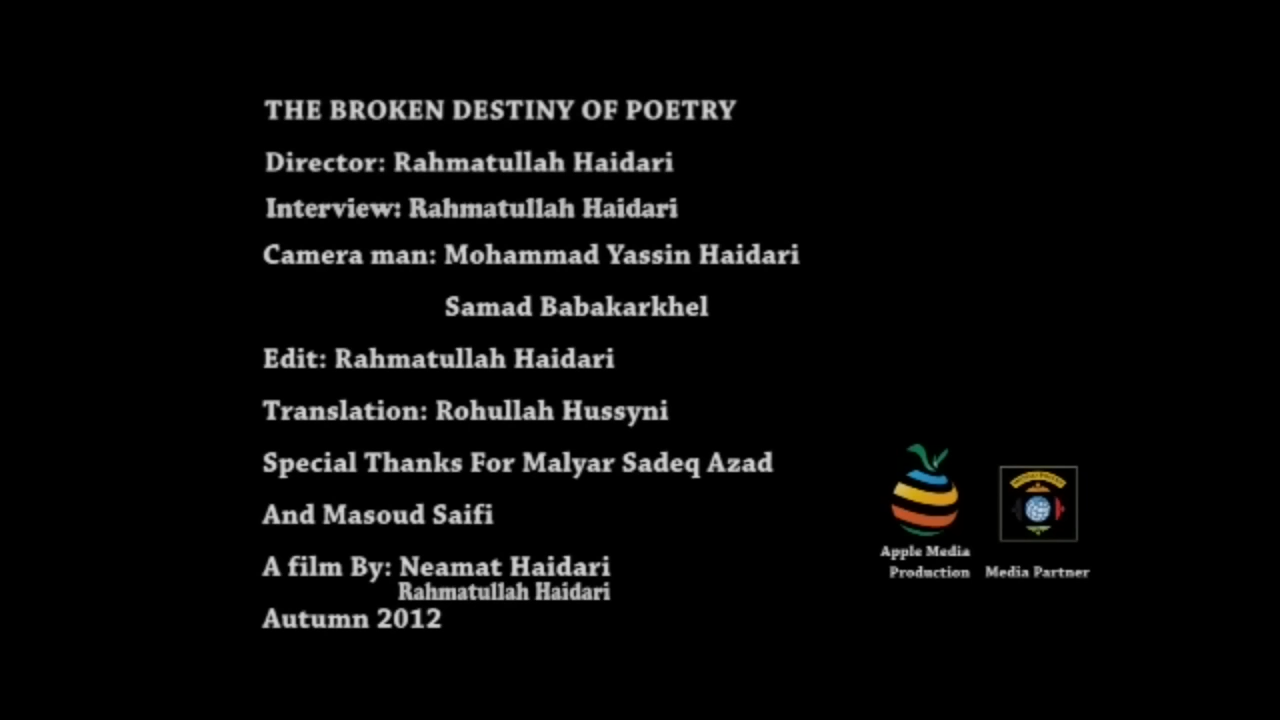 THE BROKEN DESTINY OF POETRY
Director: Rahmatullah Haidari
Interview: Rahmatullah Haidari
Camera man: Mohammad Yassin Haidari
Samad Babakarkhel
Edit: Rahmatullah Haidari
Translation: Rohullah Hussyni
Special Thanks For Malyar Sadeq Azad
And Masoud Saifi
A film By: Neamat Haidari
Rahmatullah Haidari
Autumn 2012
Apple Media
Production
Media Partner